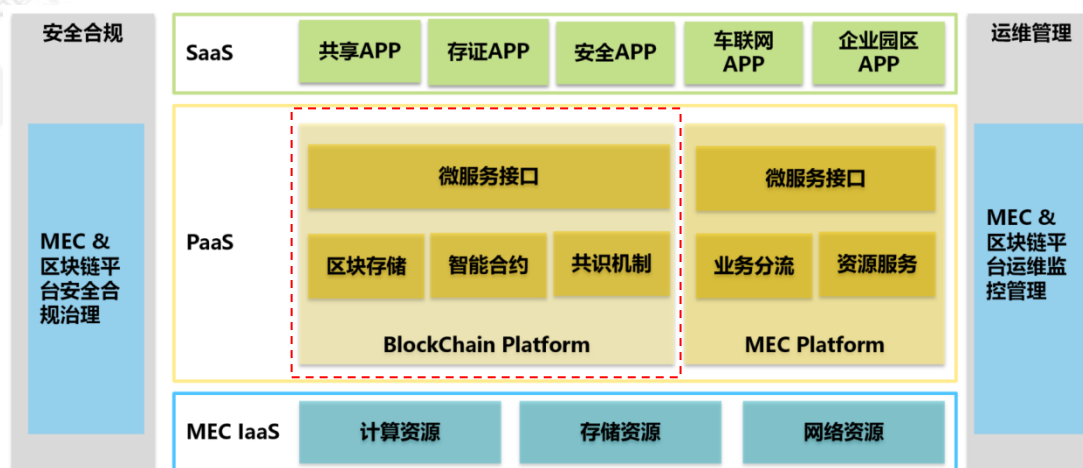 安全合规
MEC &
区块链平
台安全合
规治理
SaaS
共享APP
存证APP
安全APP
车联网
APP
企业园区
APP
PaaS
微服务接口
区块存储
智能合约
共识机制
BlockChain Platform
微服务接口
业务分流
资源服务
MEC Platform
MEC IaaS
计算资源
存储资源
网络资源
运维管理
MEC &
区块链平
台运维监
控管理